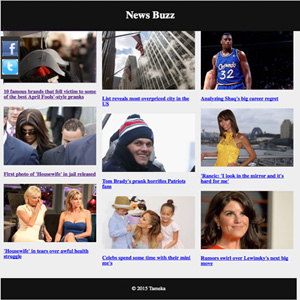 News Buzz
f
10 famous brands that fell victim to some
of the best April Fools'-style pranks
List reveals most overpriced city in the
US
32
Analyzing Shaq's big career regret
First photo of 'Housewife' in jail released
Tom Brady's prank horrifies Patriots
fans
'Rancic: 'I look in the mirror and it's
hard for me'
'Housewife' in tears over awful health
struggle
Celebs spend some time with their mini
me's
Rumors swirl over Lewinsky's next big
move
© 2015 Tameka